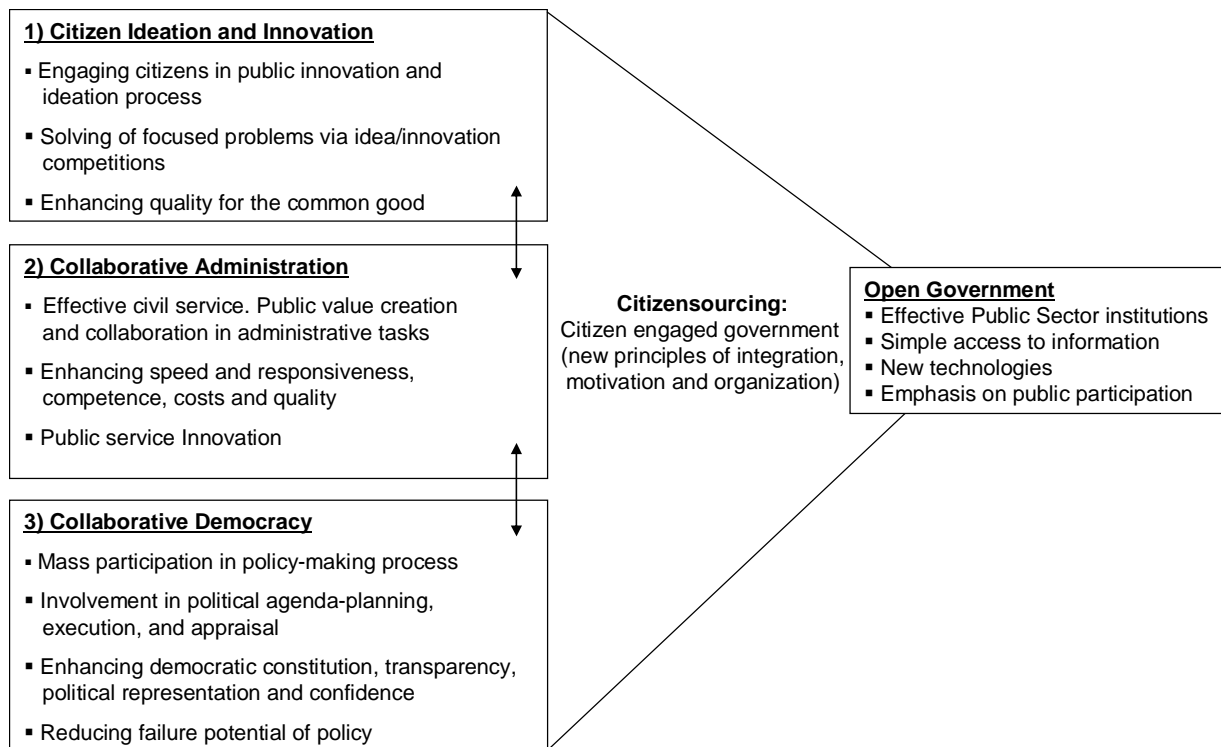 1) Citizen Ideation and Innovation
▪ Engaging citizens in public innovation and
ideation process
▪ Solving of focused problems via idea/innovation
competitions
▪ Enhancing quality for the common good
2) Collaborative Administration
▪ Effective civil service. Public value creation
and collaboration in administrative tasks
▪ Enhancing speed and responsiveness,
competence, costs and quality
▪ Public service Innovation
3) Collaborative Democracy
▪ Mass participation in policy-making process
▪ Involvement in political agenda-planning,
execution, and appraisal
▪ Enhancing democratic constitution, transparency,
political representation and confidence
▪ Reducing failure potential of policy
Citizensourcing:
Citizen engaged government
(new principles of integration,
motivation and organization)
Open Government
▪ Effective Public Sector institutions
▪ Simple access to information
▪ New technologies
▪ Emphasis on public participation